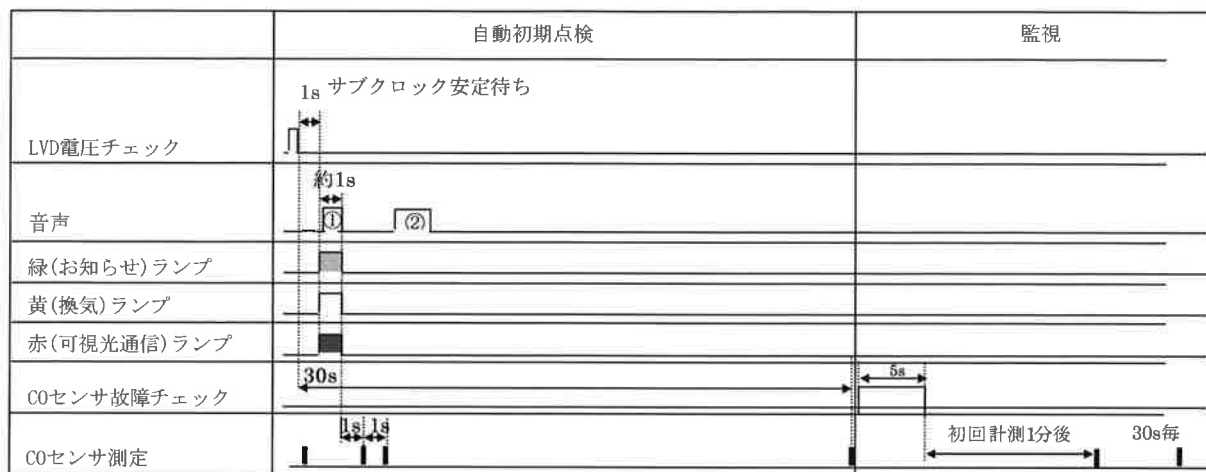 自動初期点検
監視
1s サブクロック安定待ち
LVD電圧チェック
約1s
音声
①
②
緑(お知らせ)ランプ
黄(換気)ランプ
赤(可視光通信)ランプ
30s
5s
COセンサ故障チェック
1s 1s
初回計測1分後
30s毎
COセンサ測定